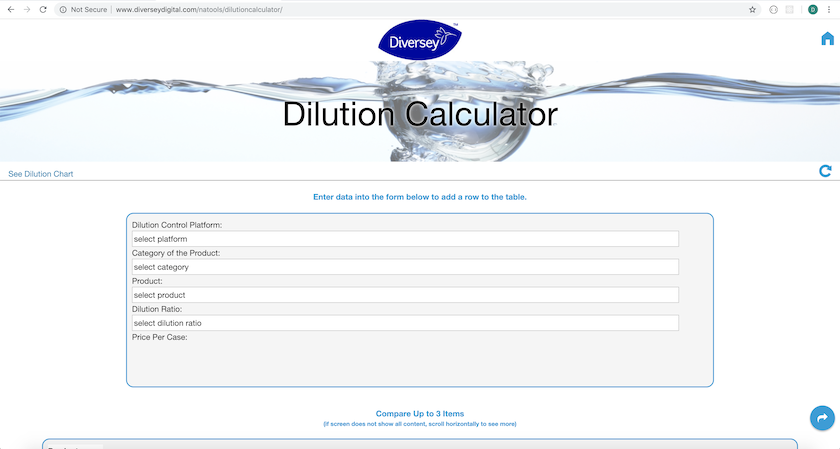 Not Secure www.diverseydigital.com/natools/dilutioncalculator/
D
Diversey™
Dilution Calculator
See Dilution Chart
Enter data into the form below to add a row to the table.
Dilution Control Platform:
select platform
Category of the Product:
select category
Product:
select product
Dilution Ratio:
select dilution ratio
Price Per Case:
Compare Up to 3 Items
(if screen does not show all content, scroll horizontally to see more)